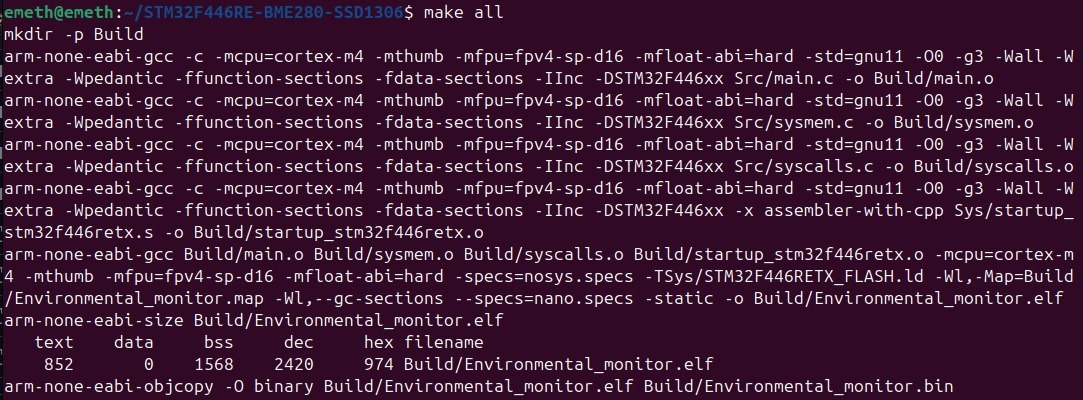 emeth@emeth:~/STM32F446RE-BME280-SSD1306$ make all
mkdir -p Build
arm-none-eabi-gcc -c -mcpu=cortex-m4 -mthumb -mfpu=fpv4-sp-d16 -mfloat-abi=hard -std=gnu11 -O0 -g3 -Wall -W
extra -Wpedantic -ffunction-sections -fdata-sections -IInc -DSTM32F446xx Src/main.c -o Build/main.o
arm-none-eabi-gcc -c -mcpu=cortex-m4 -mthumb -mfpu=fpv4-sp-d16 -mfloat-abi=hard -std=gnu11 -O0 -g3 -Wall -W
extra -Wpedantic -ffunction-sections -fdata-sections -IInc -DSTM32F446xx Src/sysmem.c -o Build/sysmem.o
arm-none-eabi-gcc -c -mcpu=cortex-m4 -mthumb -mfpu=fpv4-sp-d16 -mfloat-abi=hard -std=gnu11 -O0 -g3 -Wall -W
extra -Wpedantic -ffunction-sections -fdata-sections -IInc -DSTM32F446xx Src/syscalls.c -o Build/syscalls.o
arm-none-eabi-gcc -c -mcpu=cortex-m4 -mthumb -mfpu=fpv4-sp-d16 -mfloat-abi=hard -std=gnu11 -O0 -g3 -Wall -W
extra -Wpedantic -ffunction-sections -fdata-sections -IInc -DSTM32F446xx -x assembler-with-cpp Sys/startup_
stm32f446retx.s -o Build/startup_stm32f446retx.o
arm-none-eabi-gcc Build/main.o Build/sysmem.o Build/syscalls.o Build/startup_stm32f446retx.o -mcpu=cortex-m
4 -mthumb -mfpu=fpv4-sp-d16 -mfloat-abi=hard -specs=nosys.specs -TSys/STM32F446RETX_FLASH.ld -Wl,-Map=Build
/Environmental_monitor.map -Wl,--gc-sections --specs=nano.specs -static -o Build/Environmental_monitor.elf
arm-none-eabi-size Build/Environmental_monitor.elf
   text    data     bss     dec     hex filename
    852       0    1568    2420     974 Build/Environmental_monitor.elf
arm-none-eabi-objcopy -O binary Build/Environmental_monitor.elf Build/Environmental_monitor.bin